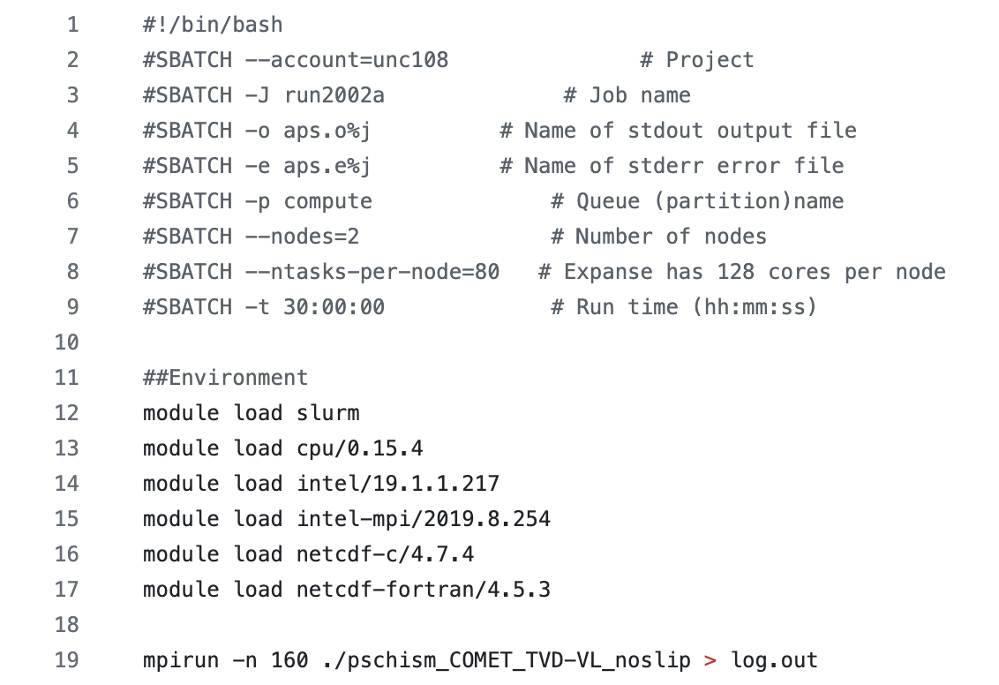 1 #!/bin/bash
2 #SBATCH --account=unc108 # Project
3 #SBATCH -J run2002a # Job name
4 #SBATCH -o aps.o%j # Name of stdout output file
5 #SBATCH -e aps.e%j # Name of stderr error file
6 #SBATCH -p compute # Queue (partition)name
7 #SBATCH --nodes=2 # Number of nodes
8 #SBATCH --ntasks-per-node=80 # Expanse has 128 cores per node
9 #SBATCH -t 30:00:00 # Run time (hh:mm:ss)
10
11 ##Environment
12 module load slurm
13 module load cpu/0.15.4
14 module load intel/19.1.1.217
15 module load intel-mpi/2019.8.254
16 module load netcdf-c/4.7.4
17 module load netcdf-fortran/4.5.3
18
19 mpirun -n 160 ./pschism_COMET_TVD-VL_noslip > log.out